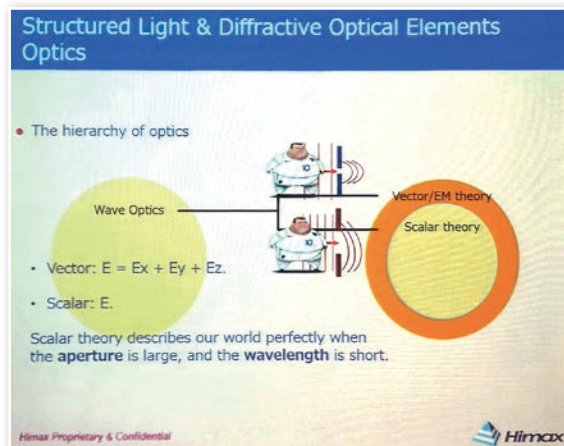 Structured Light & Diffractive Optical Elements
Optics
• The hierarchy of optics
Vector/EM theory
Wave Optics
Scalar theory
• Vector: E = Ex + Ey + Ez.
• Scalar: E.
Scalar theory describes our world perfectly when
the aperture is large, and the wavelength is short.
Himax Proprietary & Confidential
Himax